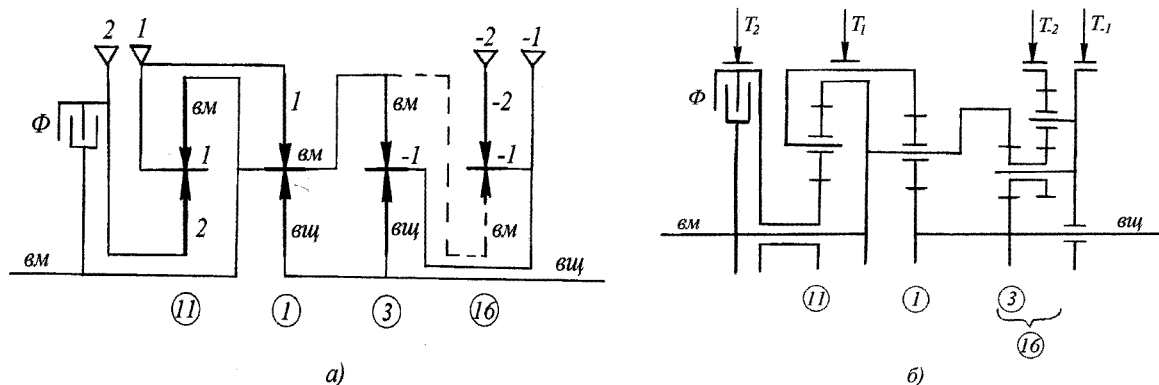 2 1 -2 -1
Ф вм 1 вм -2
1 вм -1 -1
2 вщ вщ вм
вм вщ
11 1 3 16
а)
T₂ T₁ T₋₂ T₋₁
Ф
вм вщ
11 1 3
16
б)